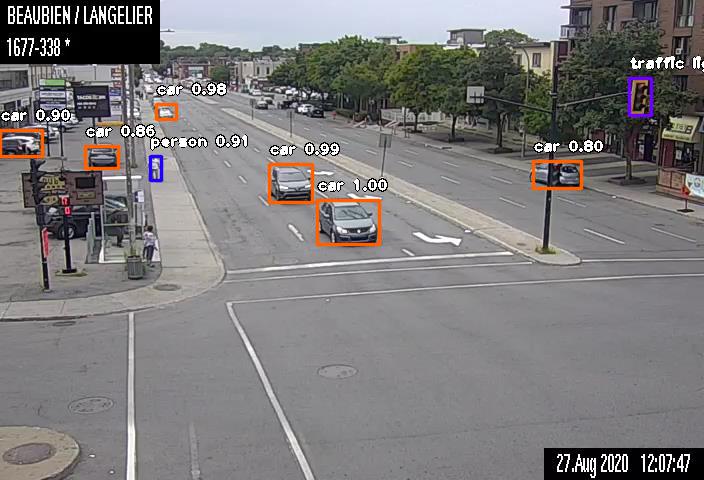 BEAUBIEN / LANGELIER
1677-338 *
car 0.98
traffic
car 0.90
car 0.86
person 0.91
car 0.99
car 0.80
car 1.00
27.Aug 2020 12:07:47